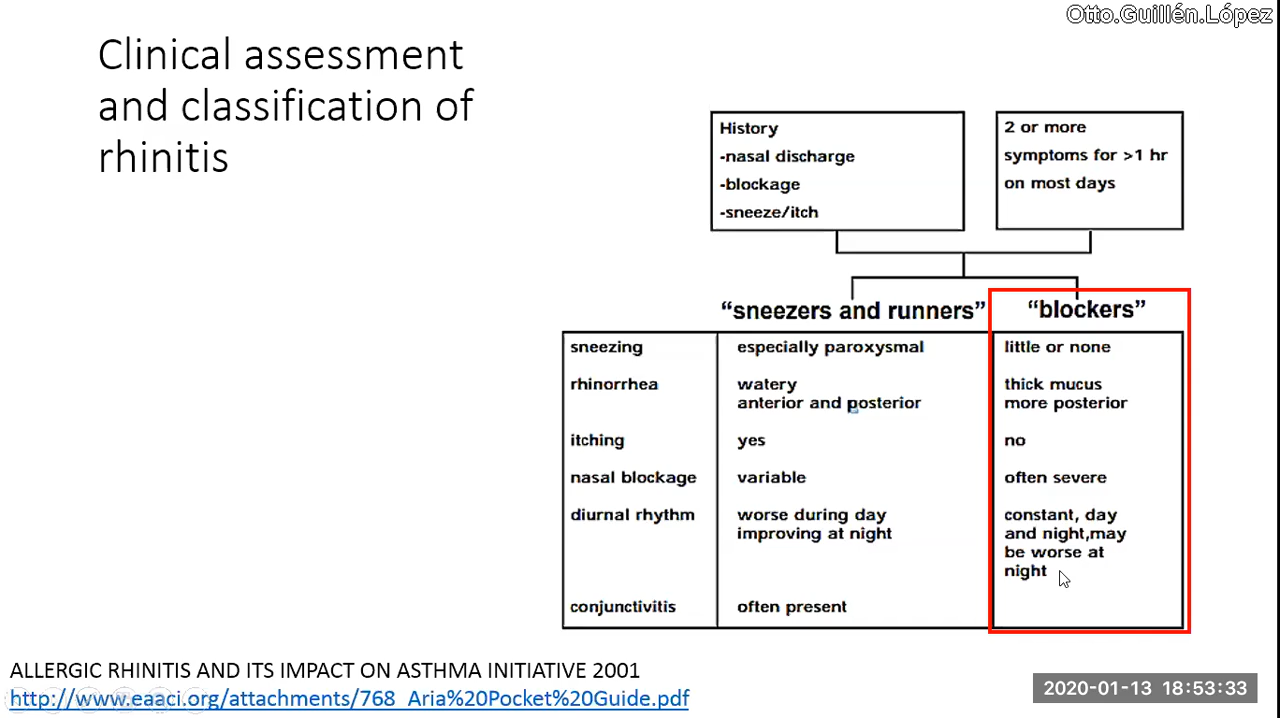 Otto.Guillén.López
Clinical assessment
and classification of
rhinitis
History
-nasal discharge
-blockage
-sneeze/itch
2 or more
symptoms for >1 hr
on most days
“sneezers and runners”
“blockers”
sneezing
especially paroxysmal
little or none
rhinorrhea
watery
anterior and posterior
thick mucus
more posterior
itching
yes
no
nasal blockage
variable
often severe
diurnal rhythm
worse during day
improving at night
constant, day
and night,may
be worse at
night
conjunctivitis
often present
ALLERGIC RHINITIS AND ITS IMPACT ON ASTHMA INITIATIVE 2001
http://www.eaaci.org/attachments/768_Aria%20Pocket%20Guide.pdf
2020-01-13 18:53:33